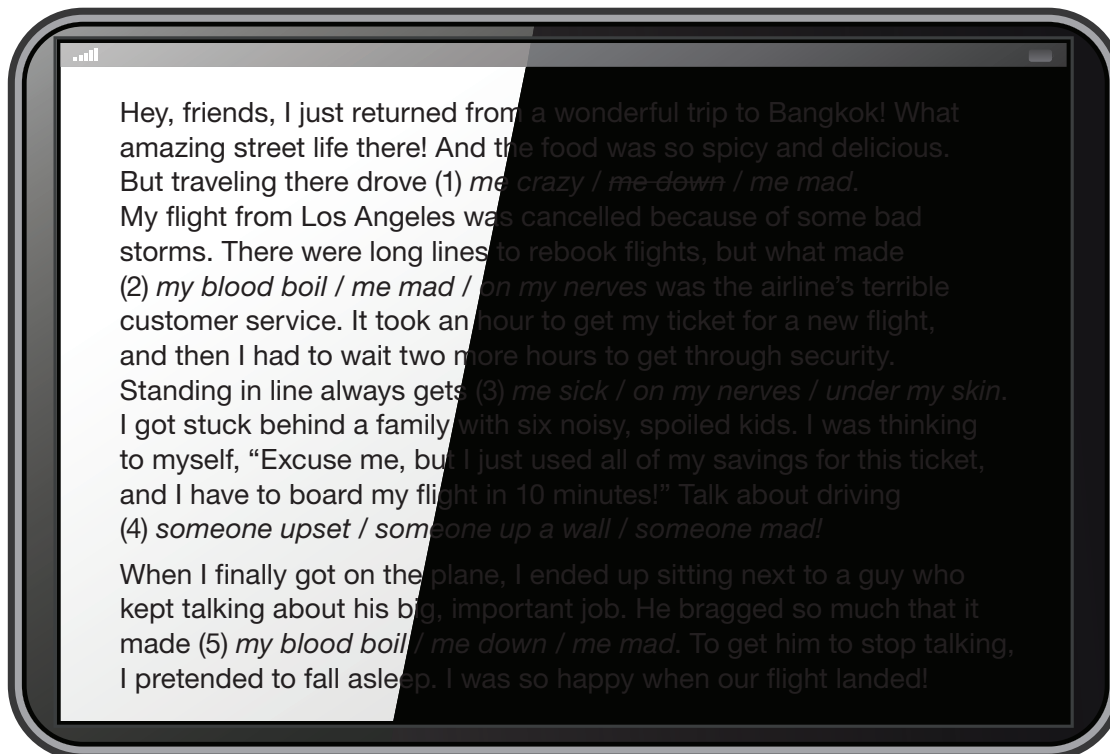 Hey, friends, I just returned from a wonderful trip to Bangkok! What
amazing street life there! And the food was so spicy and delicious.
But traveling there drove (1) me crazy / me down / me mad.
My flight from Los Angeles was cancelled because of some bad
storms. There were long lines to rebook flights, but what made
(2) my blood boil / me mad / on my nerves was the airline’s terrible
customer service. It took an hour to get my ticket for a new flight,
and then I had to wait two more hours to get through security.
Standing in line always gets (3) me sick / on my nerves / under my skin.
I got stuck behind a family with six noisy, spoiled kids. I was thinking
to myself, “Excuse me, but I just used all of my savings for this ticket,
and I have to board my flight in 10 minutes!” Talk about driving
(4) someone upset / someone up a wall / someone mad!
When I finally got on the plane, I ended up sitting next to a guy who
kept talking about his big, important job. He bragged so much that it
made (5) my blood boil / me down / me mad. To get him to stop talking,
I pretended to fall asleep. I was so happy when our flight landed!